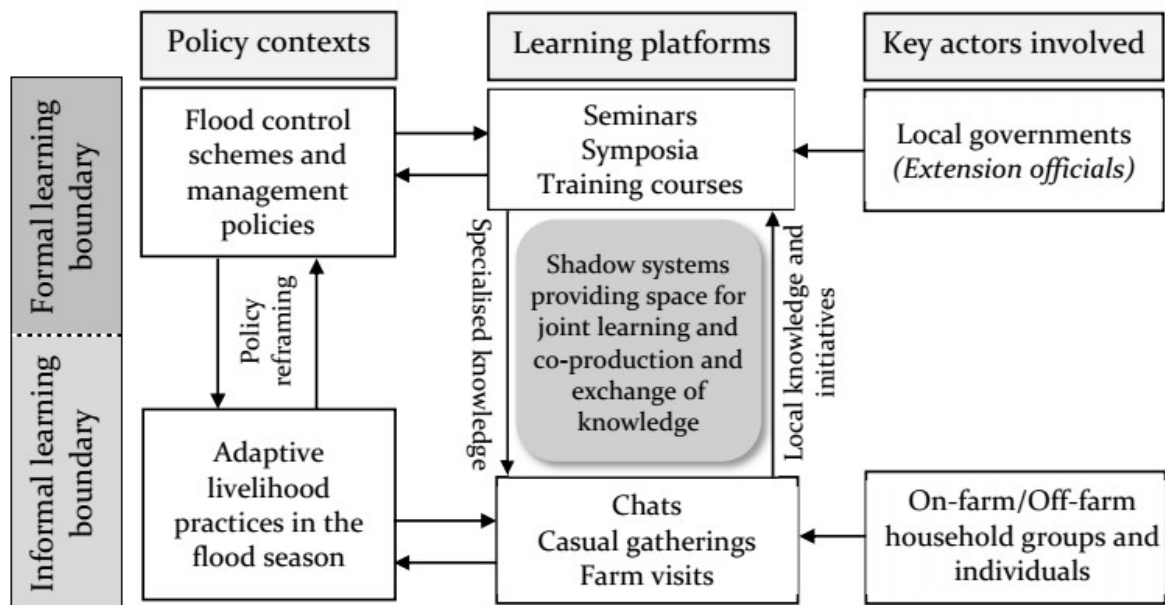 Policy contexts
Learning platforms
Key actors involved
Formal learning
boundary
Flood control
schemes and
management
policies
Seminars
Symposia
Training courses
Local governments
(Extension officials)
Policy
reframing
Specialised knowledge
Shadow systems
providing space for
joint learning and
co-production and
exchange of
knowledge
Local knowledge and
initiatives
Informal learning
boundary
Adaptive
livelihood
practices in the
flood season
Chats
Casual gatherings
Farm visits
On-farm/Off-farm
household groups and
individuals